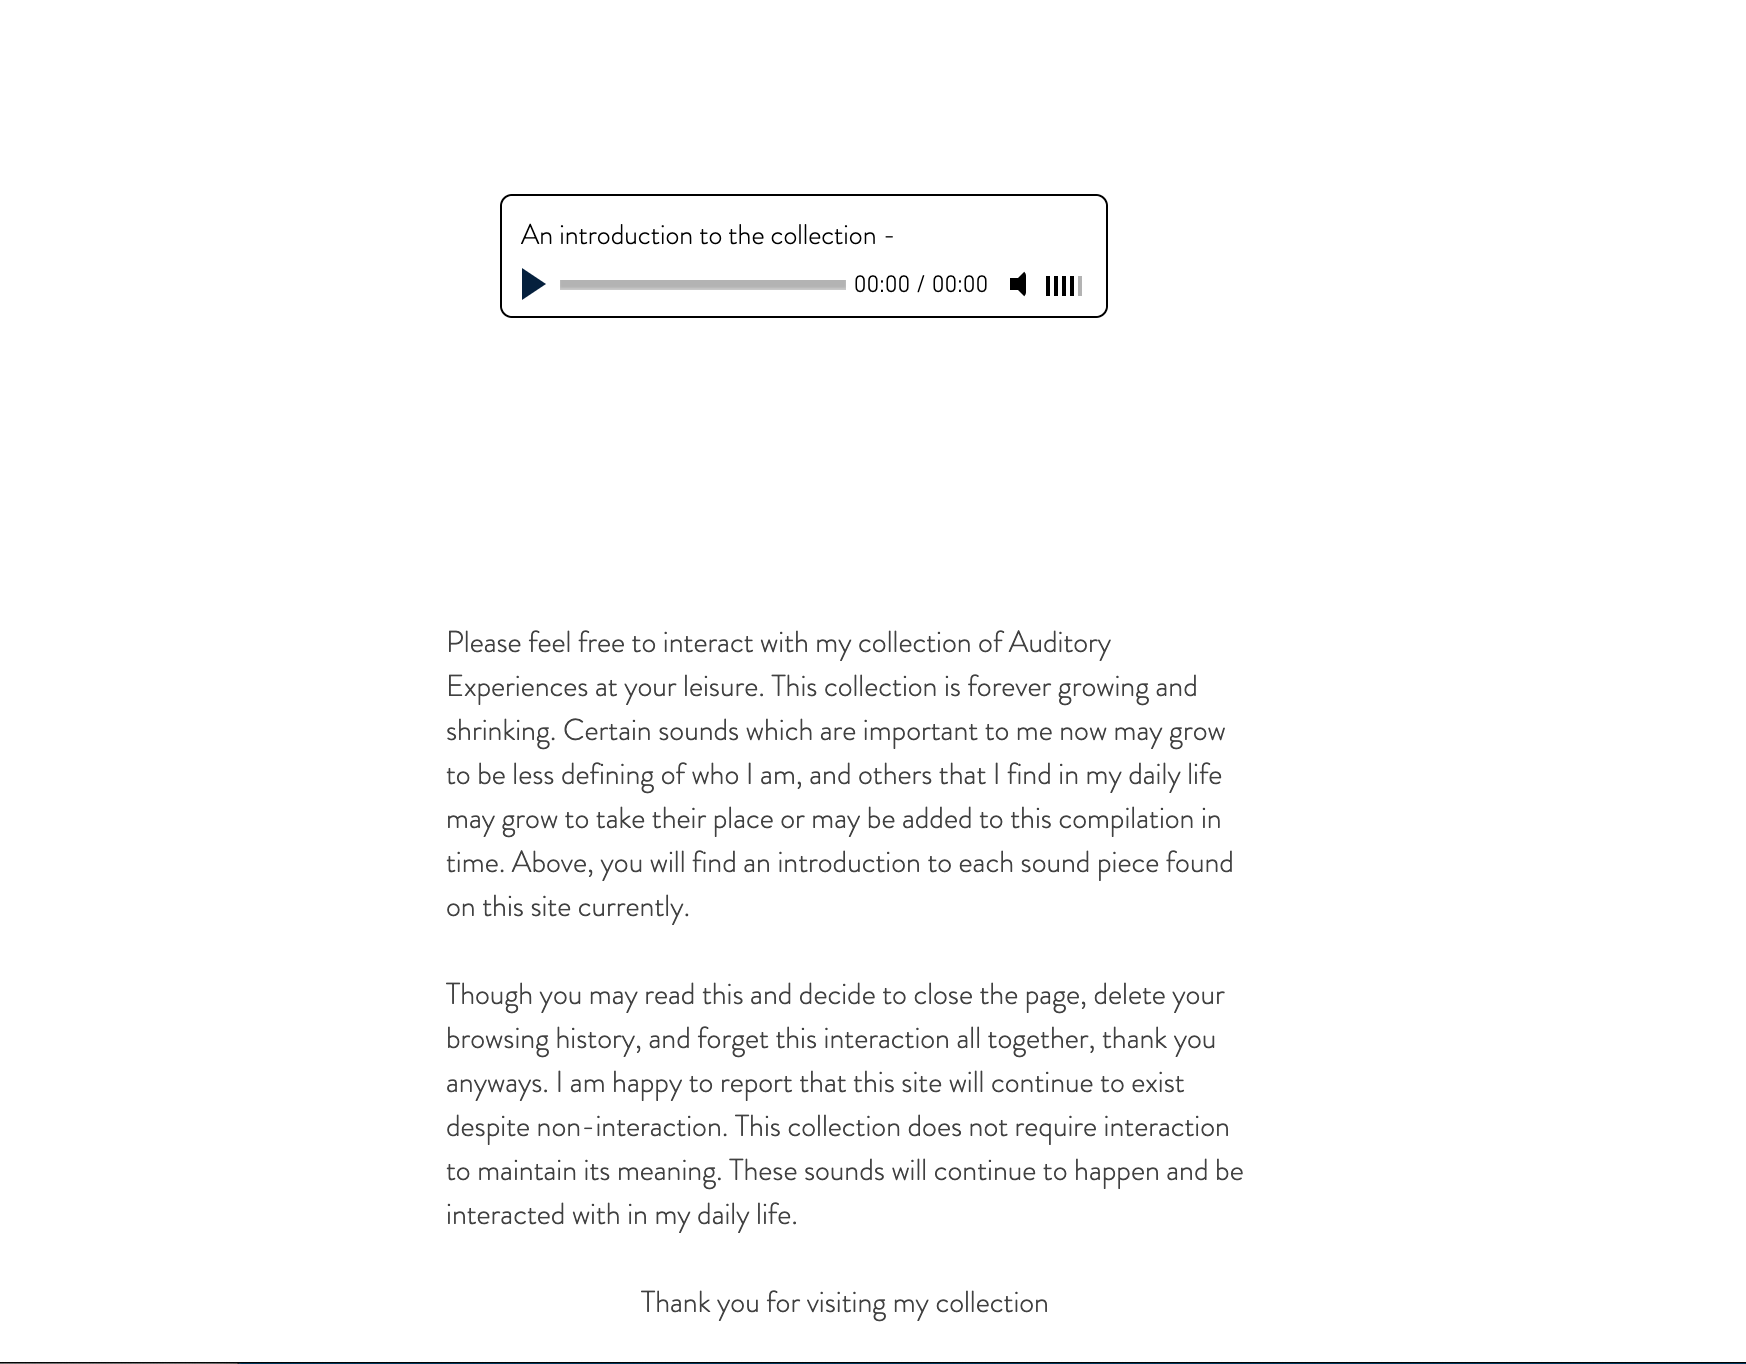 An introduction to the collection -
00:00 / 00:00
Please feel free to interact with my collection of Auditory
Experiences at your leisure. This collection is forever growing and
shrinking. Certain sounds which are important to me now may grow
to be less defining of who I am, and others that I find in my daily life
may grow to take their place or may be added to this compilation in
time. Above, you will find an introduction to each sound piece found
on this site currently.
Though you may read this and decide to close the page, delete your
browsing history, and forget this interaction all together, thank you
anyways. I am happy to report that this site will continue to exist
despite non-interaction. This collection does not require interaction
to maintain its meaning. These sounds will continue to happen and be
interacted with in my daily life.
Thank you for visiting my collection